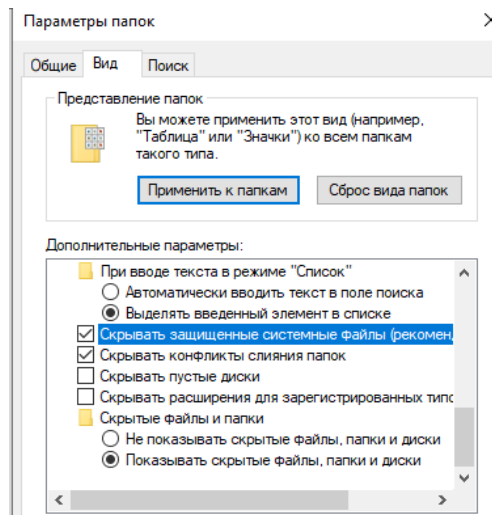 Параметры папок
Общие Вид Поиск
Представление папок
Вы можете применить этот вид (например,
"Таблица" или "Значки") ко всем папкам
такого типа.
Применить к папкам Сброс вида папок
Дополнительные параметры:
При вводе текста в режиме "Список"
Автоматически вводить текст в поле поиска
Выделять введенный элемент в списке
Скрывать защищенные системные файлы (рекомен
Скрывать конфликты слияния папок
Скрывать пустые диски
Скрывать расширения для зарегистрированных типо
Скрытые файлы и папки
Не показывать скрытые файлы, папки и диски
Показывать скрытые файлы, папки и диски